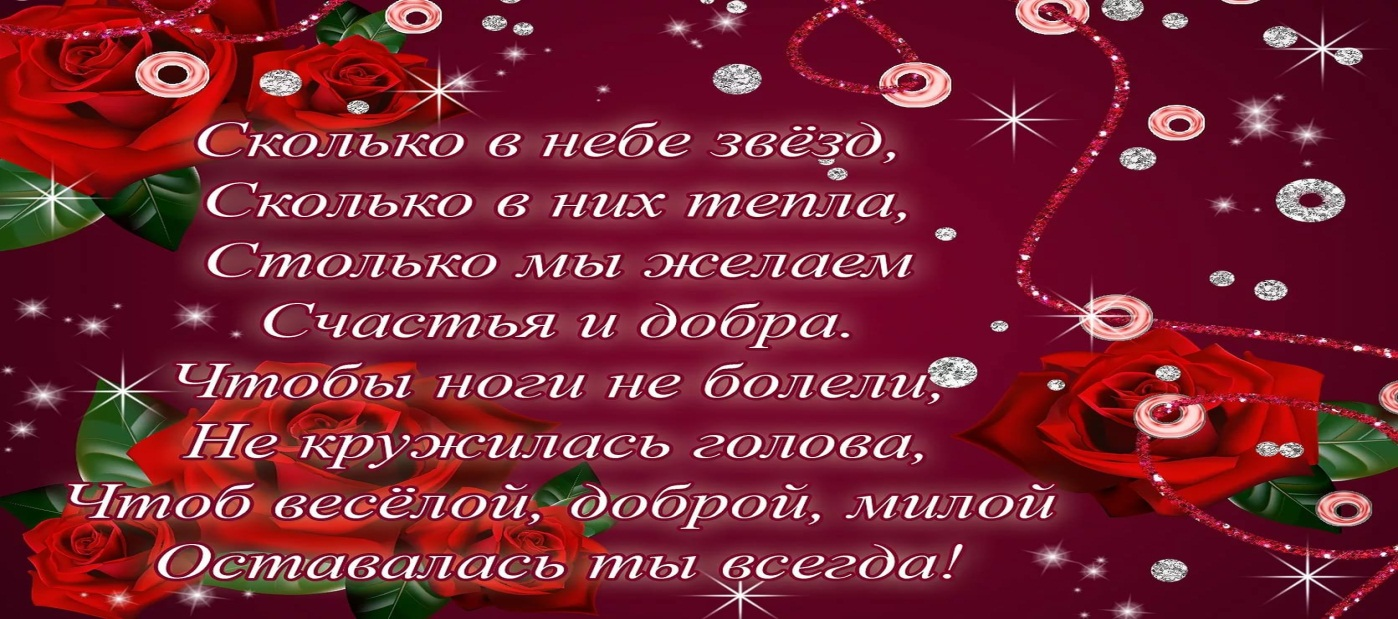 Сколько в небе звёзд,
Сколько в них тепла,
Столько мы желаем
Счастья и добра.
Чтобы ноги не болели,
Не кружилась голова,
Чтоб весёлой, доброй, милой
Оставалась ты всегда!